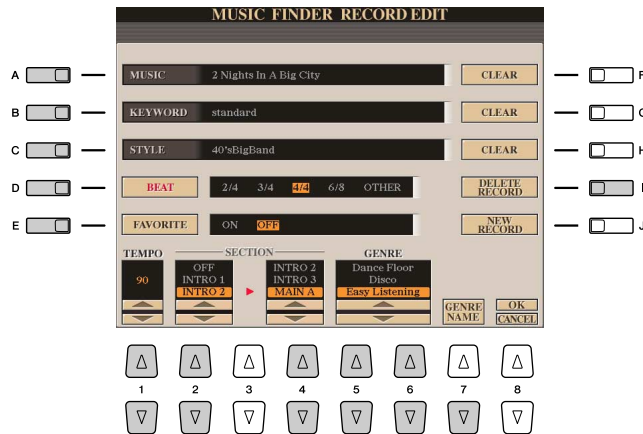 MUSIC FINDER RECORD EDIT
A MUSIC 2 Nights In A Big City CLEAR F
B KEYWORD standard CLEAR G
C STYLE 40'sBigBand CLEAR H
D BEAT 2/4 3/4 4/4 6/8 OTHER DELETE RECORD I
E FAVORITE ON OFF NEW RECORD J
TEMPO SECTION GENRE
OFF INTRO 2 Dance Floor
90 INTRO 1 INTRO 3 Disco
INTRO 2 MAIN A Easy Listening
GENRE NAME OK
CANCEL
1 2 3 4 5 6 7 8